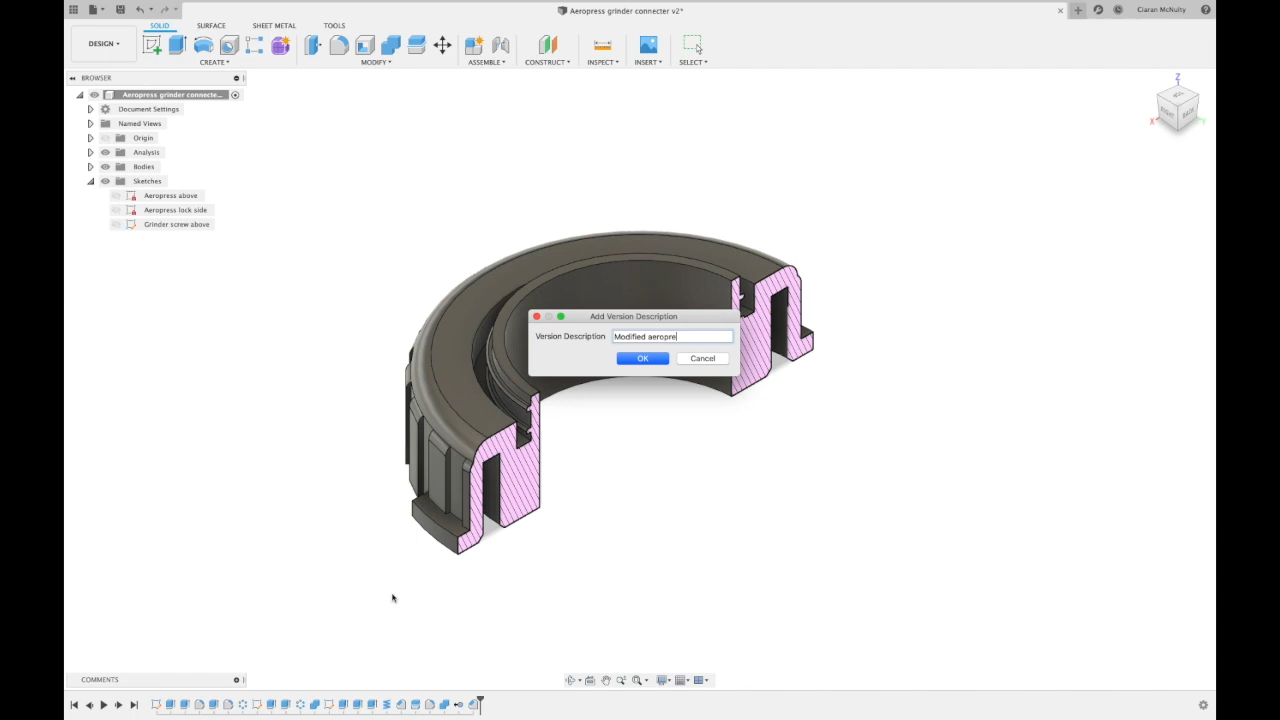 Aeropress grinder connecter v2*
Ciaran McNulty
DESIGN
SOLID
SURFACE
SHEET METAL
TOOLS
CREATE
MODIFY
ASSEMBLE
CONSTRUCT
INSPECT
INSERT
SELECT
BROWSER
Aeropress grinder connecte...
Document Settings
Named Views
Origin
Analysis
Bodies
Sketches
Aeropress above
Aeropress lock side
Grinder screw above
Z
X
Y
RIGHT
BACK
Add Version Description
Version Description
Modified aeropre
OK
Cancel
COMMENTS